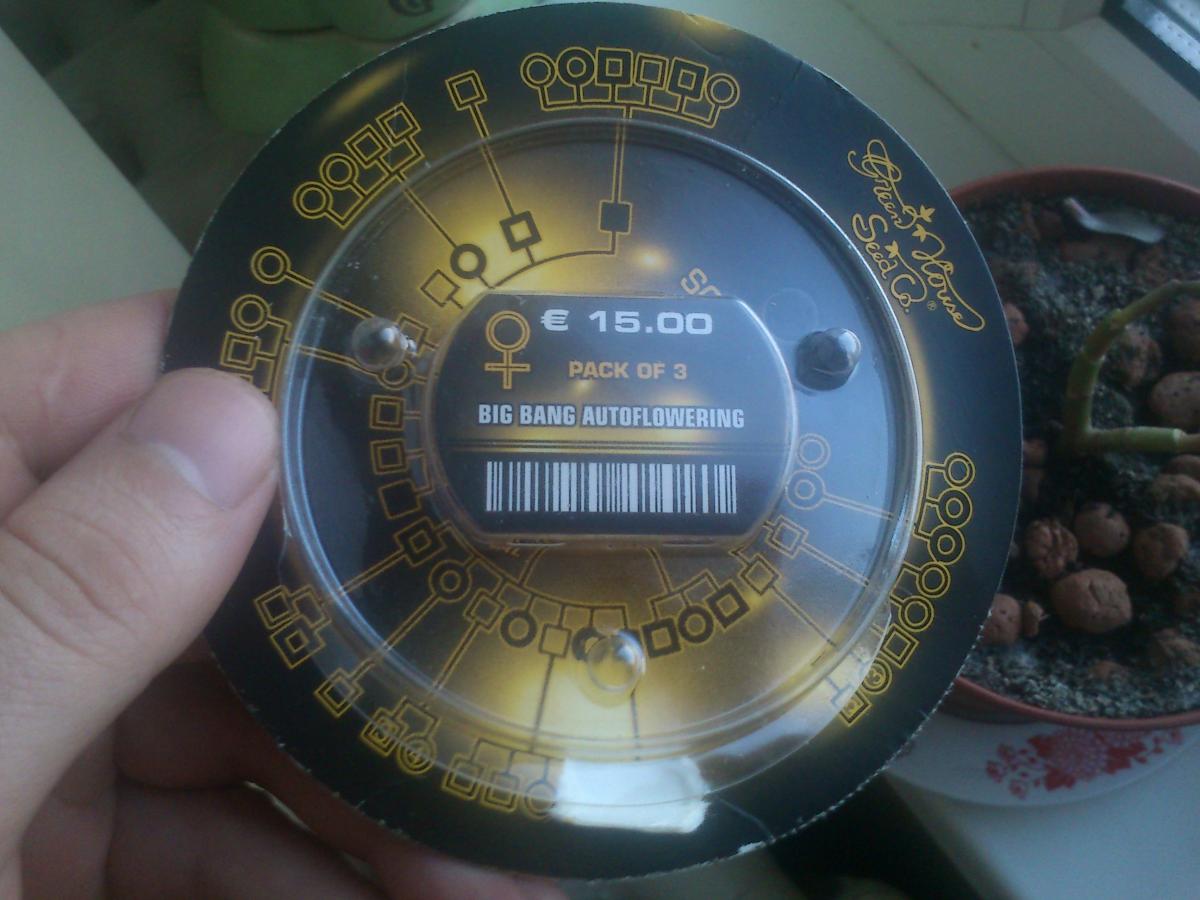 Green House
Seed Co.®
€ 15.00
PACK OF 3
BIG BANG AUTOFLOWERING